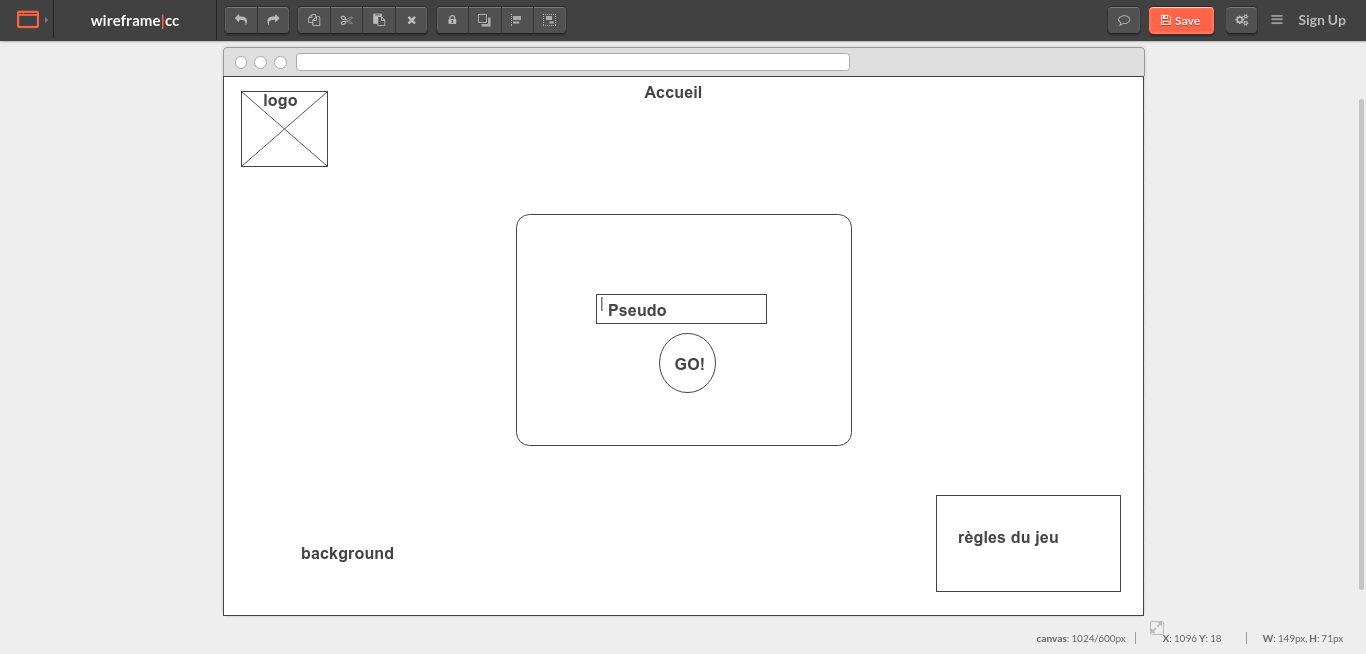 wireframe|cc
Save
Sign Up
Accueil
logo
Pseudo
GO!
règles du jeu
background
canvas: 1024/600px
X: 1096 Y: 18
W: 149px, H: 71px